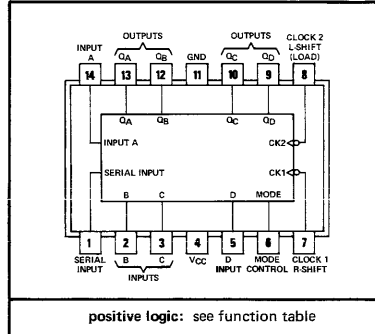 INPUT A
OUTPUTS
QA QB
GND
OUTPUTS
QC QD
CLOCK 2 L-SHIFT (LOAD)
14 13 12 11 10 9 8
QA QB QC QD
INPUT A
CK2
SERIAL INPUT
CK1
B C D MODE
1 2 3 4 5 6 7
SERIAL INPUT
B C
INPUTS
VCC
D INPUT
MODE CONTROL
CLOCK 1 R-SHIFT
positive logic: see function table